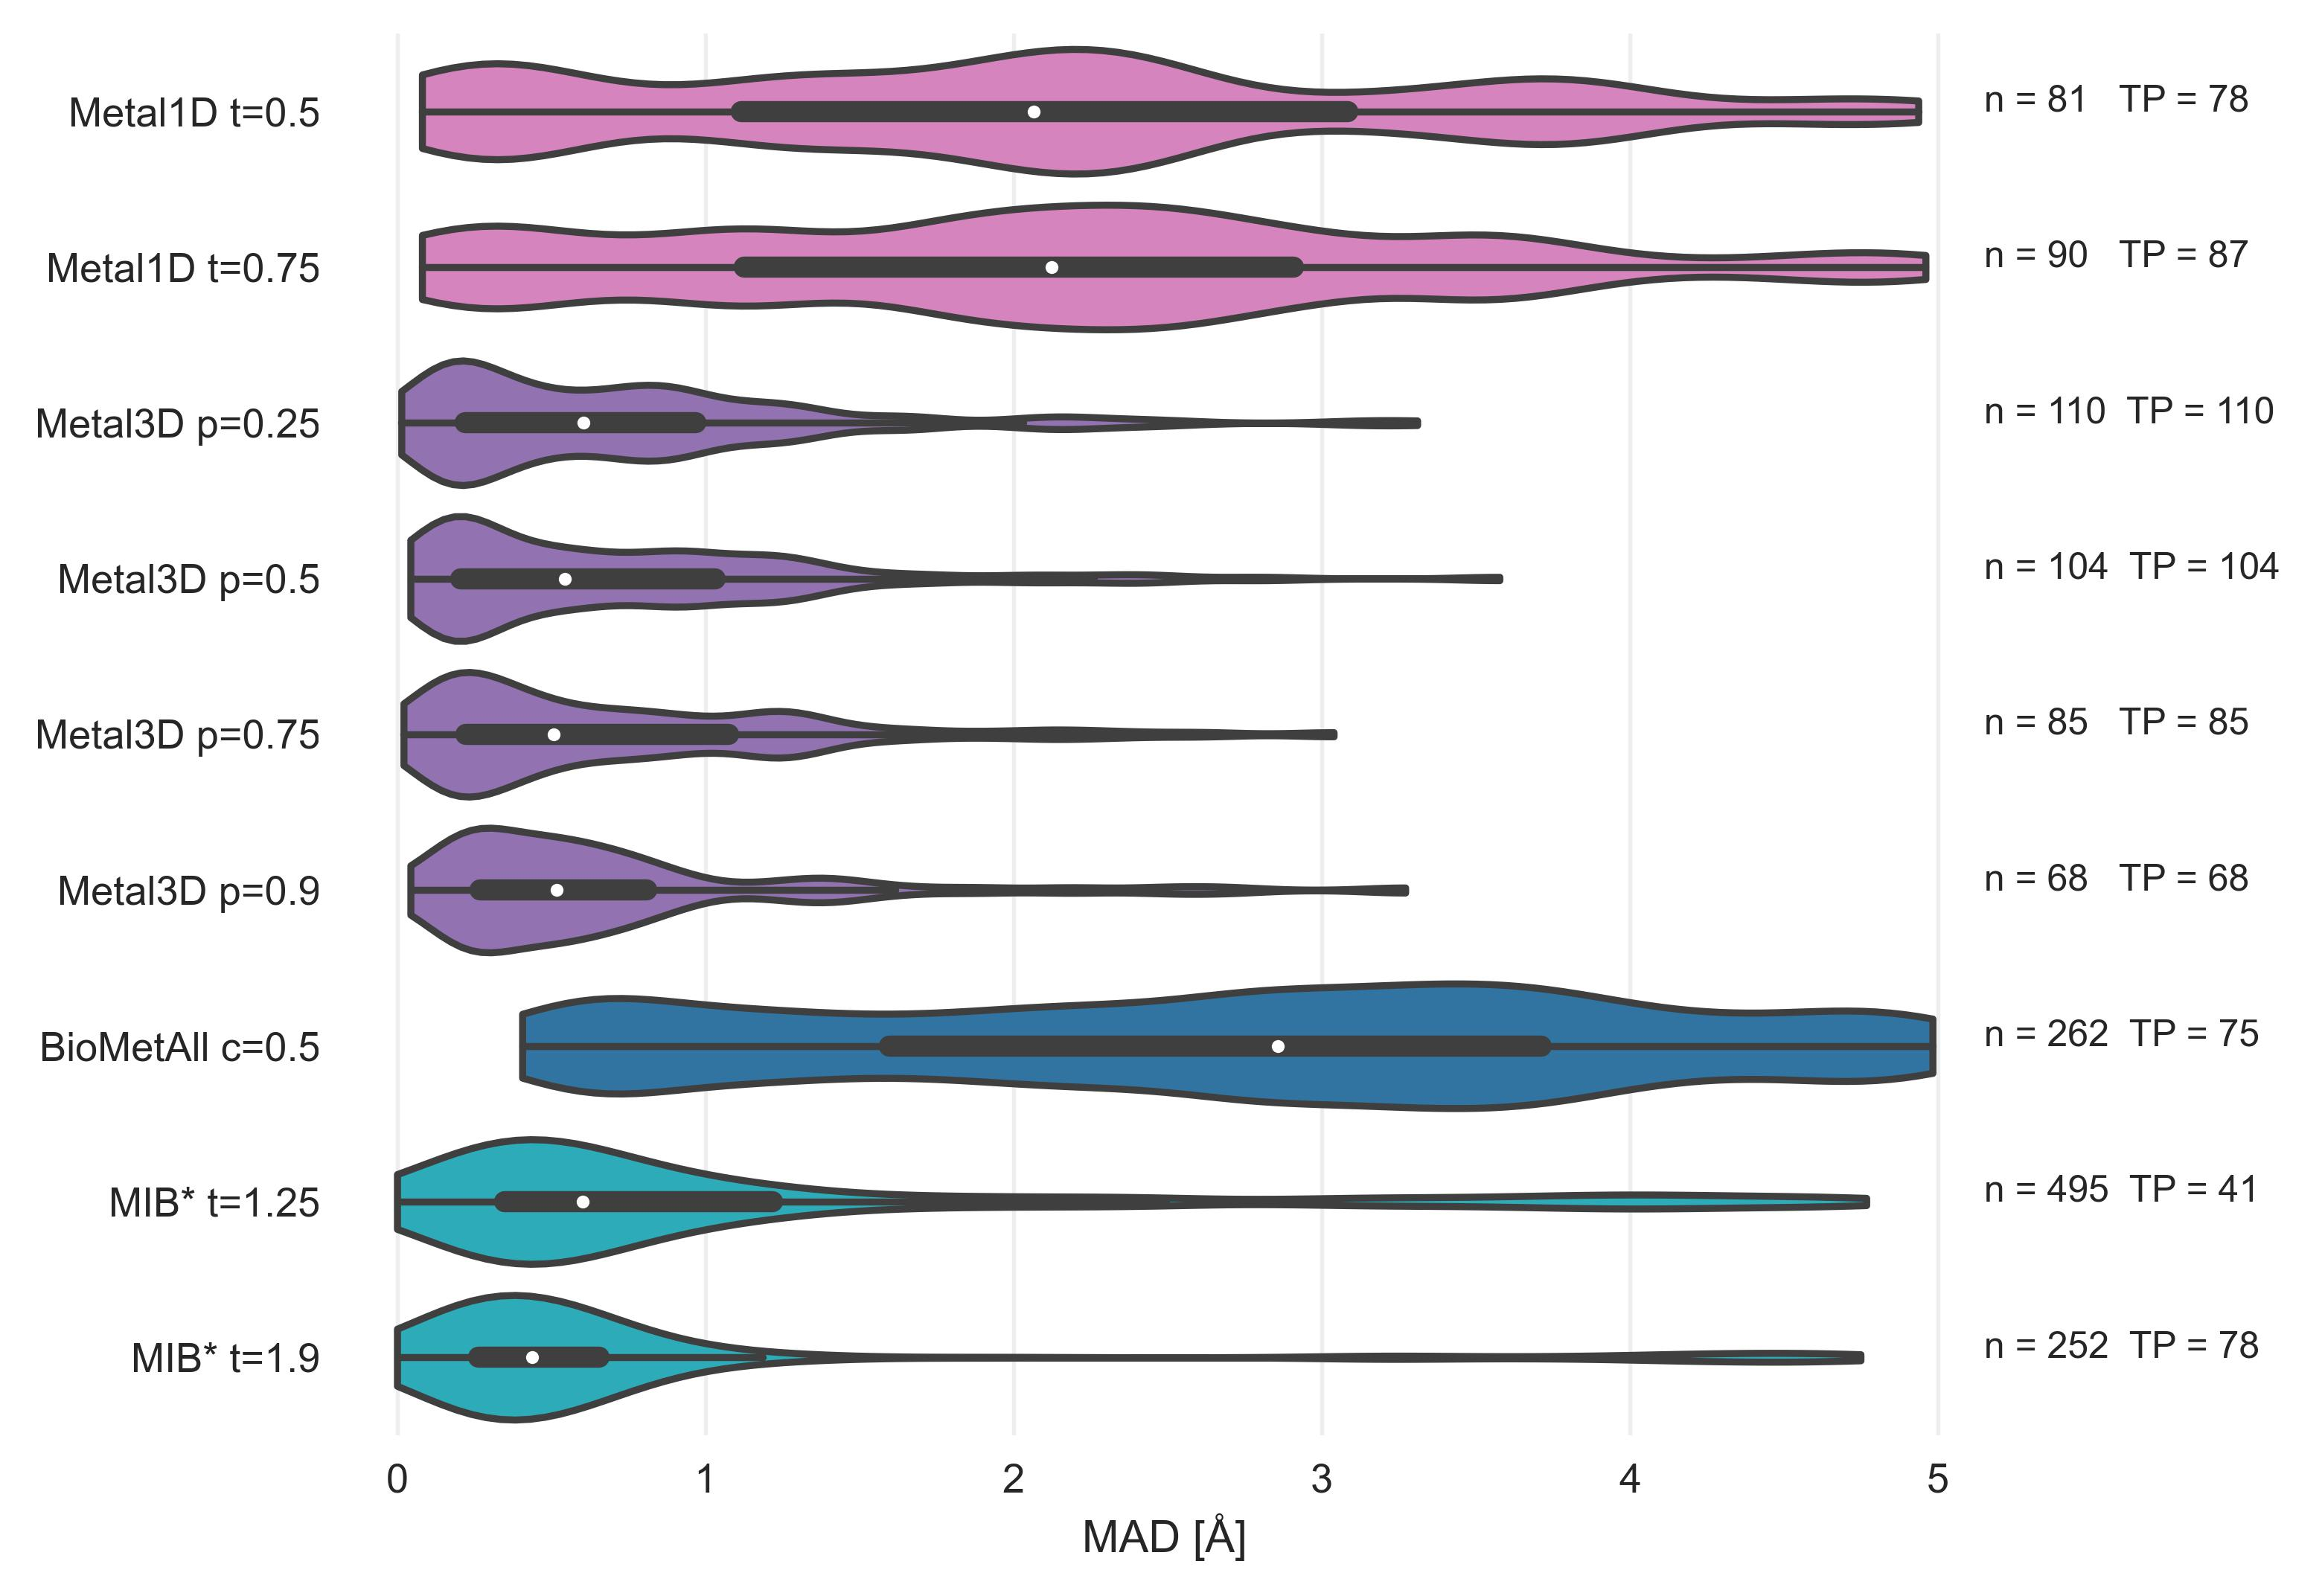 Metal1D t=0.5 n = 81 TP = 78
Metal1D t=0.75 n = 90 TP = 87
Metal3D p=0.25 n = 110 TP = 110
Metal3D p=0.5 n = 104 TP = 104
Metal3D p=0.75 n = 85 TP = 85
Metal3D p=0.9 n = 68 TP = 68
BioMetAll c=0.5 n = 262 TP = 75
MIB* t=1.25 n = 495 TP = 41
MIB* t=1.9 n = 252 TP = 78
0 1 2 3 4 5
MAD [Å]